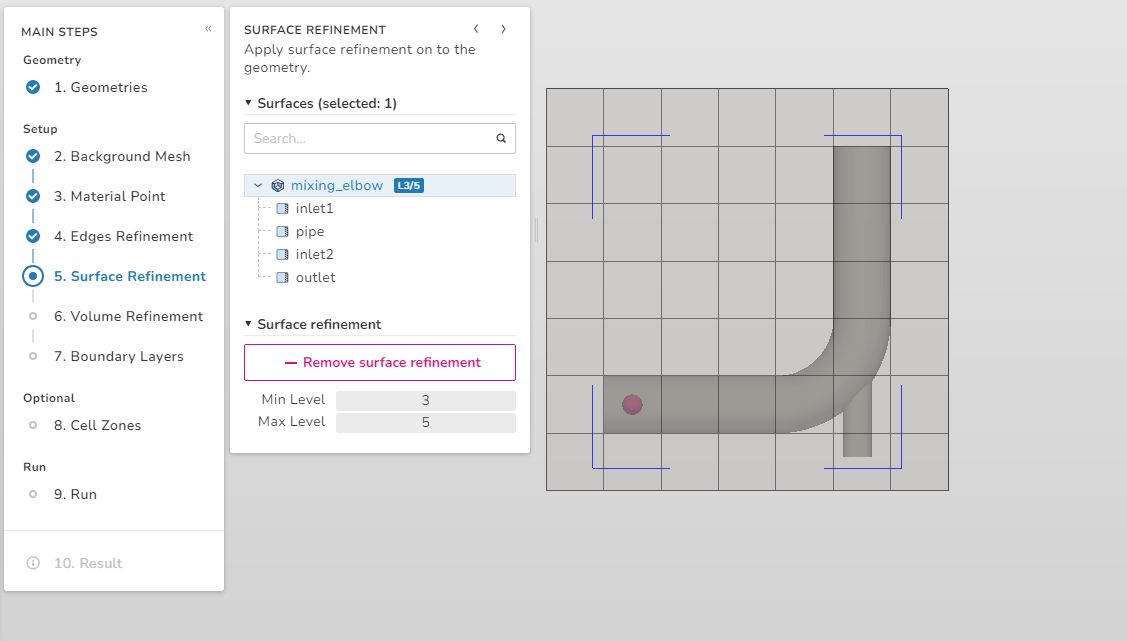 MAIN STEPS
«
Geometry
1. Geometries
Setup
2. Background Mesh
3. Material Point
4. Edges Refinement
5. Surface Refinement
6. Volume Refinement
7. Boundary Layers
Optional
8. Cell Zones
Run
9. Run
10. Result
SURFACE REFINEMENT
Apply surface refinement on to the
geometry.
Surfaces (selected: 1)
Search...
mixing_elbow L3/5
inlet1
pipe
inlet2
outlet
Surface refinement
Remove surface refinement
Min Level 3
Max Level 5